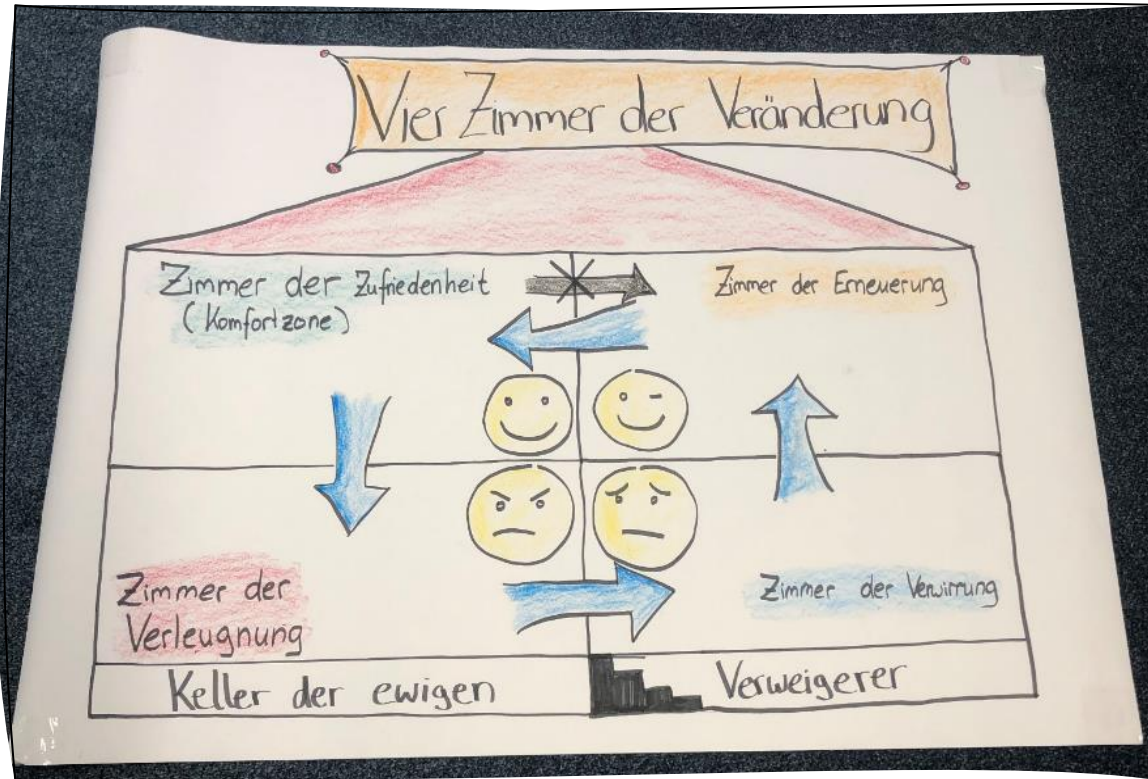 Vier Zimmer der Veränderung
Zimmer der Zufriedenheit
(Komfortzone)
Zimmer der Erneuerung
Zimmer der
Verleugnung
Zimmer der Verwirrung
Keller der ewigen
Verweigerer